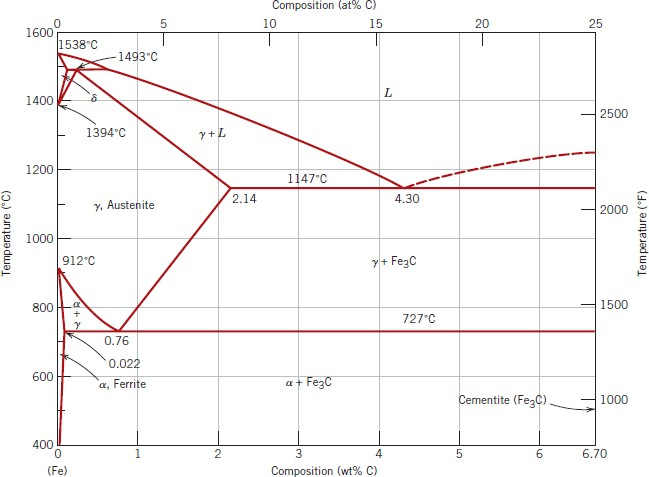 Composition (at% C)
0 5 10 15 20 25
1600
1538°C
1493°C
δ
L
1400
2500
1394°C
γ + L
1200
1147°C
2.14
4.30
γ, Austenite
2000
Temperature (°C)
Temperature (°F)
1000
912°C
γ + Fe3C
1500
800
α
+
γ
727°C
0.76
0.022
600
α, Ferrite
α + Fe3C
Cementite (Fe3C)
1000
400
0 1 2 3 4 5 6 6.70
(Fe)
Composition (wt% C)